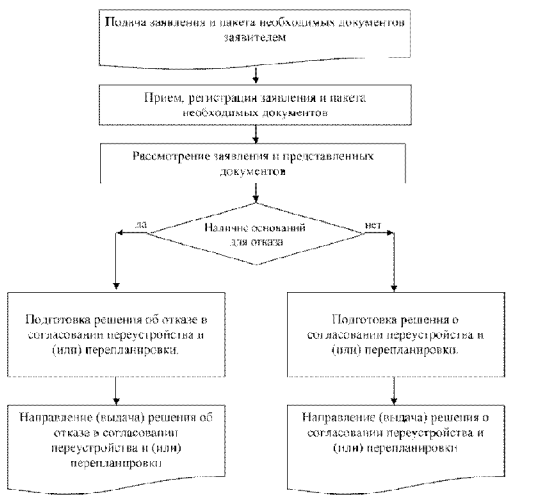 Подача заявления и пакета необходимых документов
заявителем
Прием, регистрация заявления и пакета
необходимых документов
Рассмотрение заявления и представленных
документов
да
Наличие оснований
для отказа
нет
Подготовка решения об отказе в
согласовании переустройства и
(или) перепланировки.
Подготовка решения о
согласовании переустройства и
(или) перепланировки.
Направление (выдача) решения об
отказе в согласовании
переустройства и (или)
перепланировки
Направление (выдача) решения о
согласовании переустройства и
(или) перепланировки